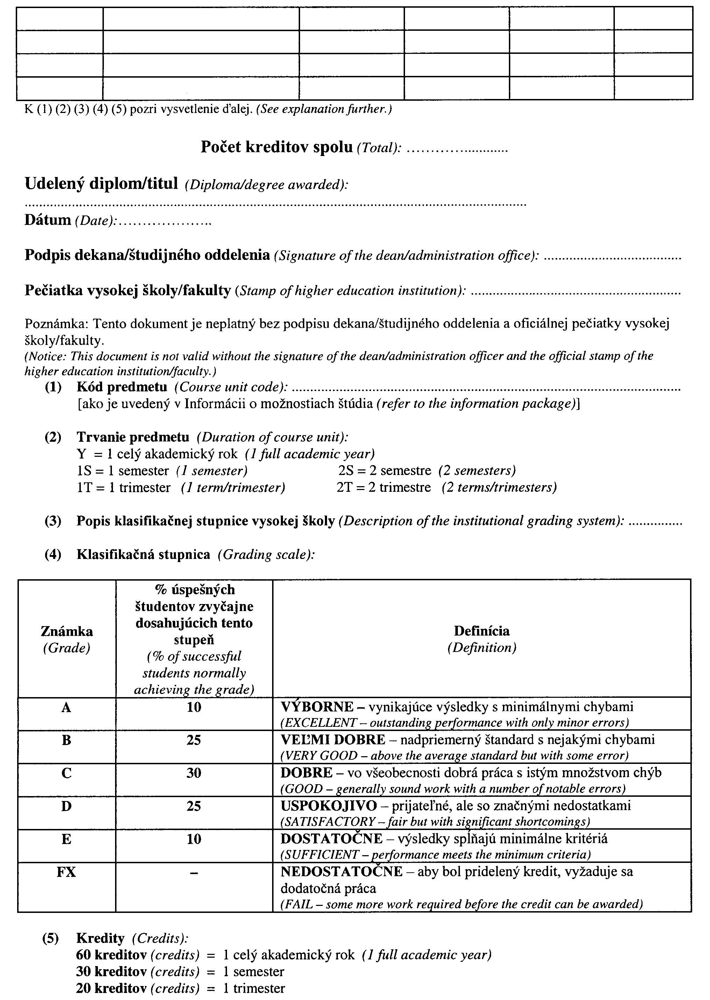 K (1) (2) (3) (4) (5) pozri vysvetlenie ďalej. (See explanation further.)
Počet kreditov spolu (Total): ........................
Udelený diplom/titul (Diploma/degree awarded):
..........................................................................................................................................
Dátum (Date):.....................
Podpis dekana/študijného oddelenia (Signature of the dean/administration office): ......................................
Pečiatka vysokej školy/fakulty (Stamp of higher education institution): ..........................................................
Poznámka: Tento dokument je neplatný bez podpisu dekana/študijného oddelenia a oficiálnej pečiatky vysokej
školy/fakulty.
(Notice: This document is not valid without the signature of the dean/administration officer and the official stamp of the
higher education institution/faculty.)
(1) Kód predmetu (Course unit code): ............................................................................................................
[ako je uvedený v Informácii o možnostiach štúdia (refer to the information package)]
(2) Trvanie predmetu (Duration of course unit):
Y = 1 celý akademický rok (1 full academic year)
1S = 1 semester (1 semester) 2S = 2 semestre (2 semesters)
1T = 1 trimester (1 term/trimester) 2T = 2 trimestre (2 terms/trimesters)
(3) Popis klasifikačnej stupnice vysokej školy (Description of the institutional grading system): ...............
(4) Klasifikačná stupnica (Grading scale):
Známka
(Grade)
% úspešných
študentov zvyčajne
dosahujúcich tento
stupeň
(% of successful
students normally
achieving the grade)
Definícia
(Definition)
A 10 VÝBORNE – vynikajúce výsledky s minimálnymi chybami
(EXCELLENT – outstanding performance with only minor errors)
B 25 VEĽMI DOBRE – nadpriemerný štandard s nejakými chybami
(VERY GOOD – above the average standard but with some error)
C 30 DOBRE – vo všeobecnosti dobrá práca s istým množstvom chýb
(GOOD – generally sound work with a number of notable errors)
D 25 USPOKOJIVO – prijateľné, ale so značnými nedostatkami
(SATISFACTORY – fair but with significant shortcomings)
E 10 DOSTATOČNE – výsledky spĺňajú minimálne kritériá
(SUFFICIENT – performance meets the minimum criteria)
FX – NEDOSTATOČNE – aby bol pridelený kredit, vyžaduje sa
dodatočná práca
(FAIL – some more work required before the credit can be awarded)
(5) Kredity (Credits):
60 kreditov (credits) = 1 celý akademický rok (1 full academic year)
30 kreditov (credits) = 1 semester
20 kreditov (credits) = 1 trimester